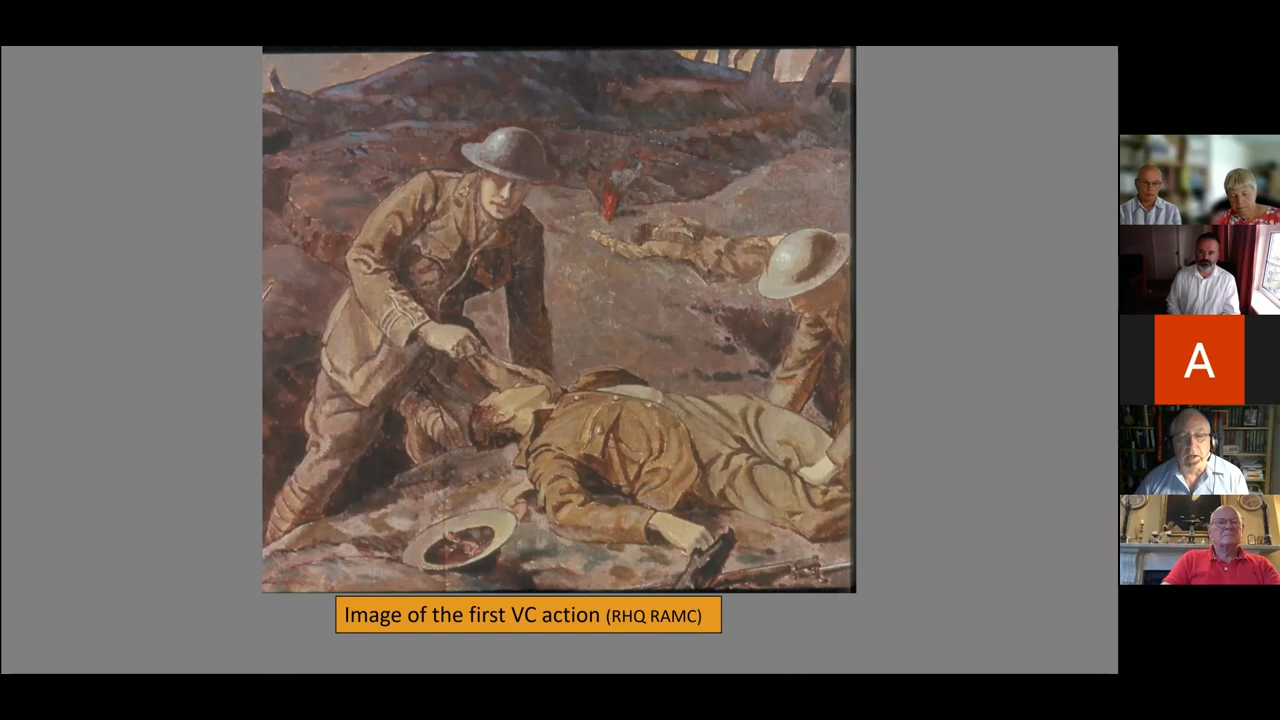 Image of the first VC action (RHQ RAMC)
A